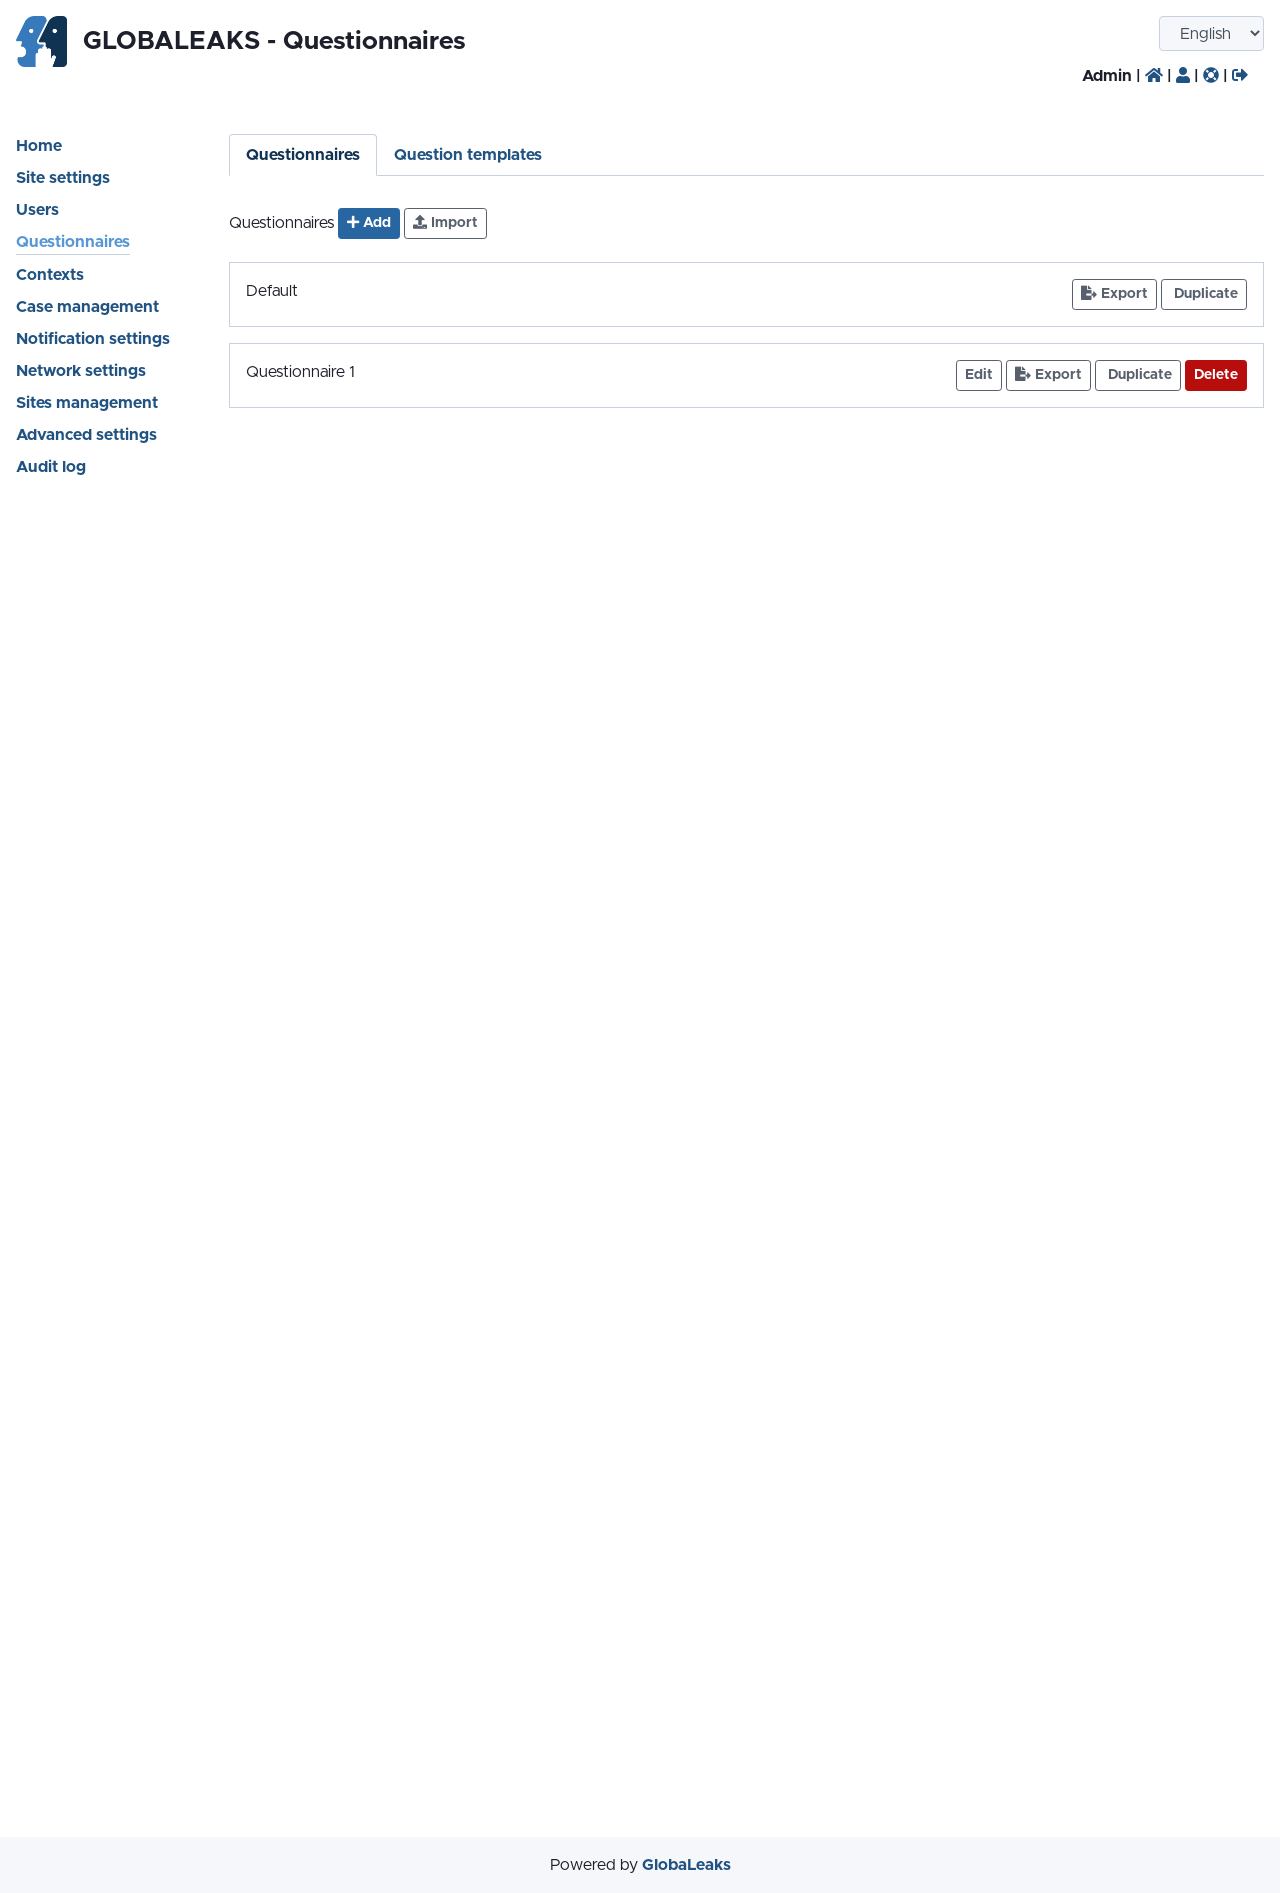 GLOBALEAKS - Questionnaires
English
Admin | | | |
Home
Site settings
Users
Questionnaires
Contexts
Case management
Notification settings
Network settings
Sites management
Advanced settings
Audit log
Questionnaires Question templates
Questionnaires Add Import
Default Export Duplicate
Questionnaire 1 Edit Export Duplicate Delete
Powered by GlobaLeaks